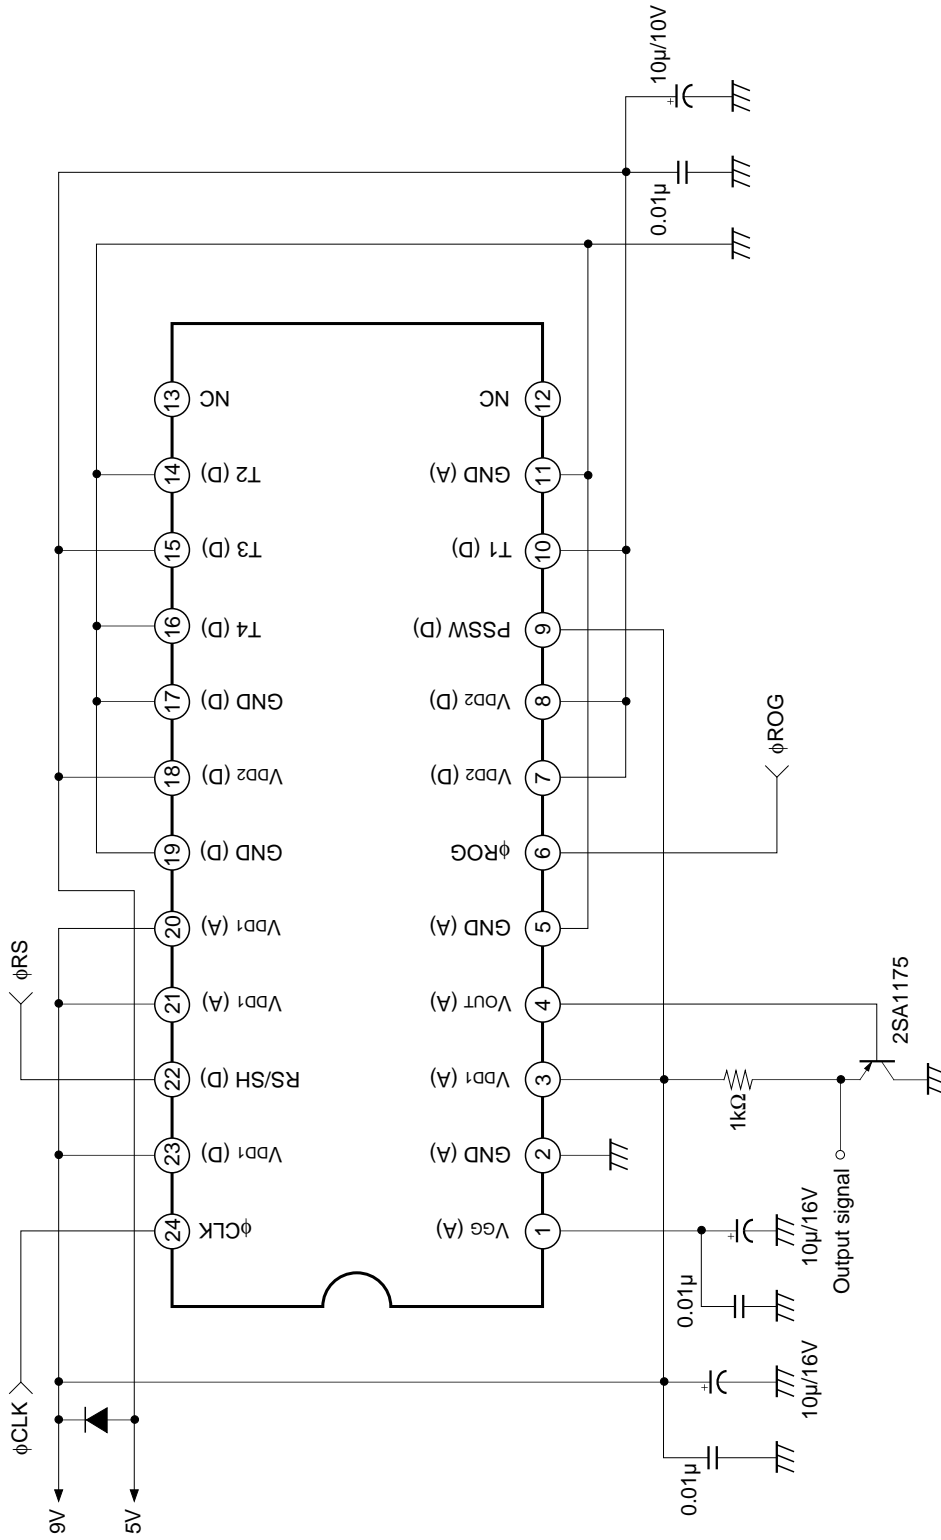 9V
5V
ϕCLK
ϕRS
24
23
22
21
20
19
18
17
16
15
14
13
ϕCLK
VDD1 (D)
RS/SH (D)
VDD1 (A)
VDD1 (A)
GND (D)
VDD2 (D)
GND (D)
T4 (D)
T3 (D)
T2 (D)
NC
VGG (A)
GND (A)
VDD1 (A)
VOUT (A)
GND (A)
ϕROG
VDD2 (D)
VDD2 (D)
PSSW (D)
T1 (D)
GND (A)
NC
1
2
3
4
5
6
7
8
9
10
11
12
0.01µ
10µ/16V
0.01µ
10µ/16V
Output signal
1kΩ
2SA1175
ϕROG
0.01µ
10µ/10V
+
+
+